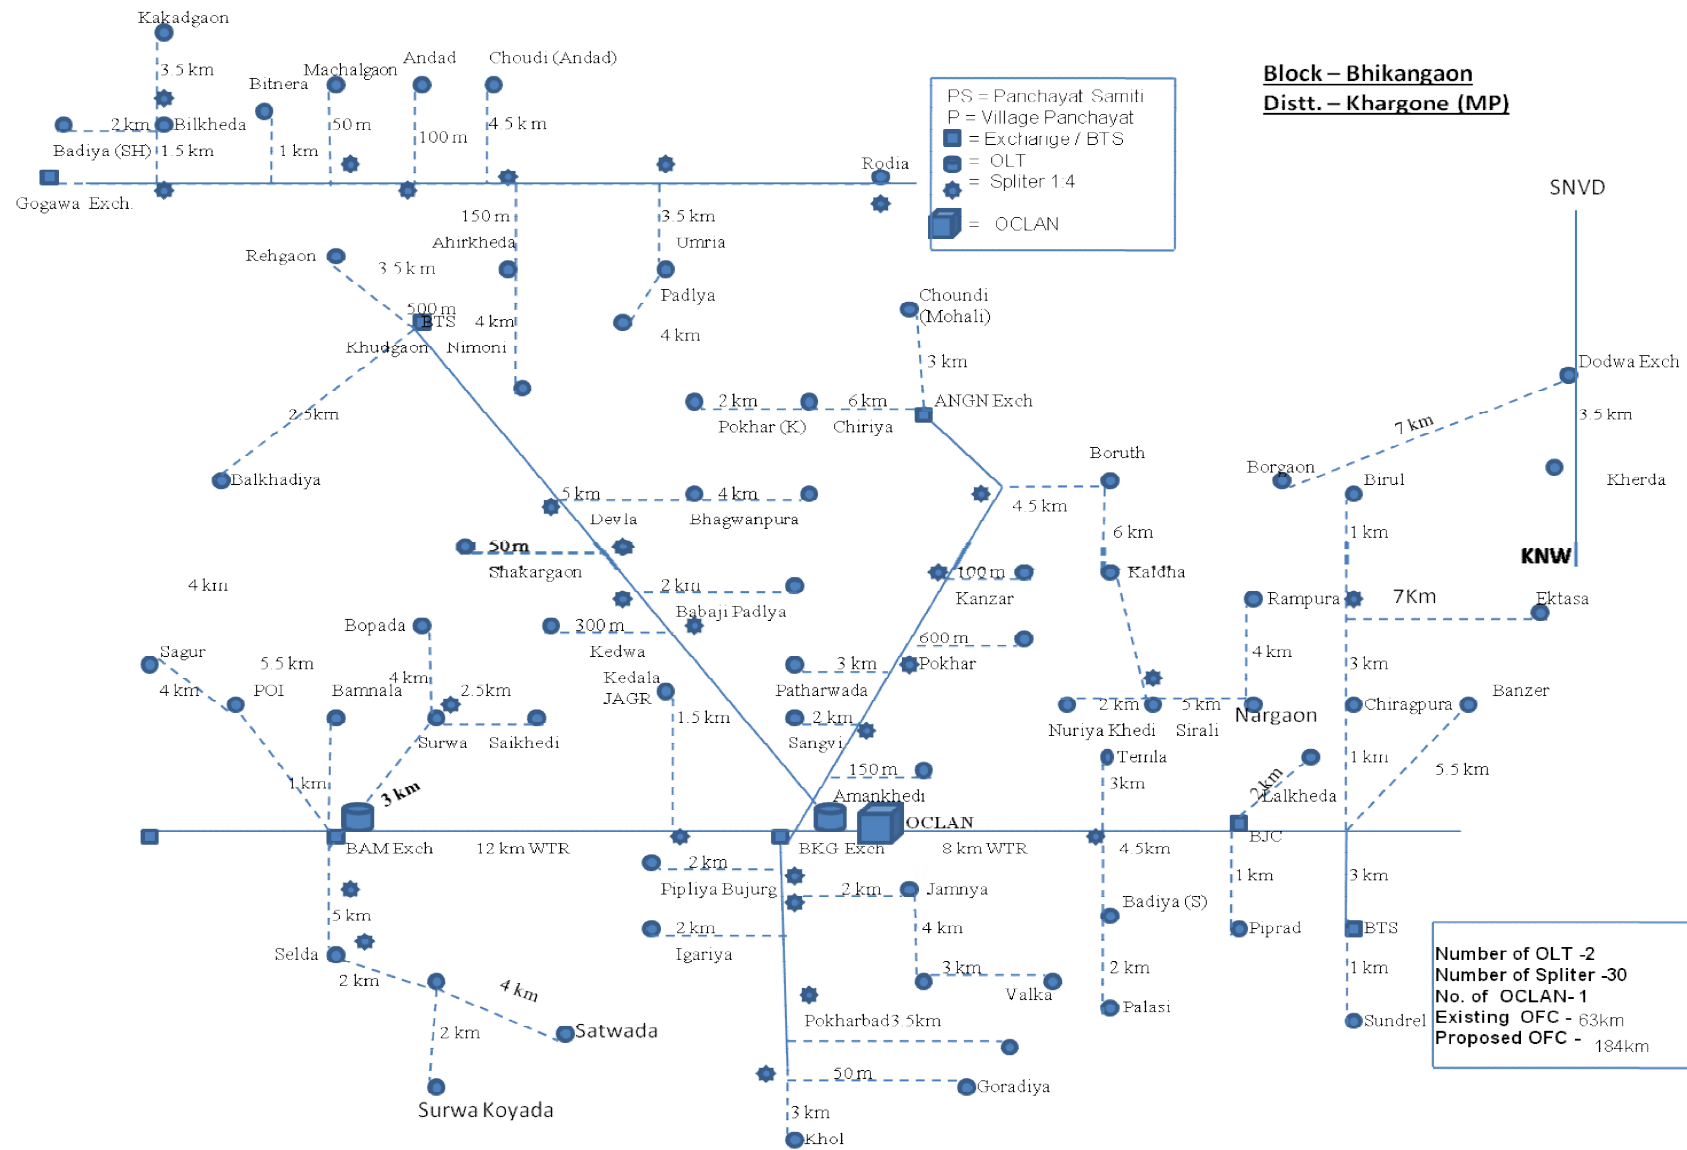 Kakadgaon
3.5 km
Bitnera
Machalgaon
Andad
Choudi (Andad)
2km
Bilkheda
50 m
100 m
4.5 km
Badiya (SH)
1.5 km
1 km
Rodia
Gogawa Exch.
Block – Bhikangaon
Distt. – Khargone (MP)
PS = Panchayat Samiti
P = Village Panchayat
= Exchange / BTS
= OLT
= Spliter 1:4
= OCLAN
SNVD
150 m
Ahirkheda
3.5 km
Umria
Rehgaon
3.5 km
500 m
BTS
4 km
Khudgaon
Nimoni
Padlya
4 km
Choundi
(Mohali)
3 km
Dodwa Exch
2.5km
2 km
6 km
ANGN Exch
Pokhar (K)
Chiriya
7 km
3.5 km
Balkhadiya
Boruth
Borgaon
Birul
Kherda
5 km
4 km
Devla
Bhagwanpura
4.5 km
6 km
1 km
50 m
Shakargaon
KNW
4 km
2 km
Babaji Padlya
100 m
Kanzar
Kaldha
Rampura
7Km
Ektasa
Bopada
300 m
Kedwa
600 m
Pokhar
Sagur
5.5 km
4 km
POI
Bamnala
4 km
2.5km
Kedala
JAGR
3 km
Patharwada
4 km
3 km
Banzer
Surwa
Saikhedi
1.5 km
2 km
Sangvi
2 km
5 km
Nuriya Khedi
Sirali
Nargaon
Chiragpura
1km
3 km
150 m
Amankhedi
Temla
3km
2 km
Lalkheda
1 km
5.5 km
OCLAN
BAM Exch
12 km WTR
BKG Exch
8 km WTR
4.5km
BJC
2 km
Pipliya Bujurg
2 km
Jamnya
1 km
3 km
5 km
Selda
2 km
Igariya
4 km
Badiya (S)
Piprad
BTS
2 km
4 km
3 km
Valka
2 km
Palasi
1 km
Sundrel
2 km
Satwada
Pokharbad 3.5km
Surwa Koyada
50 m
Goradiya
3 km
Khol
Number of OLT -2
Number of Spliter -30
No. of OCLAN- 1
Existing OFC - 63km
Proposed OFC - 184km